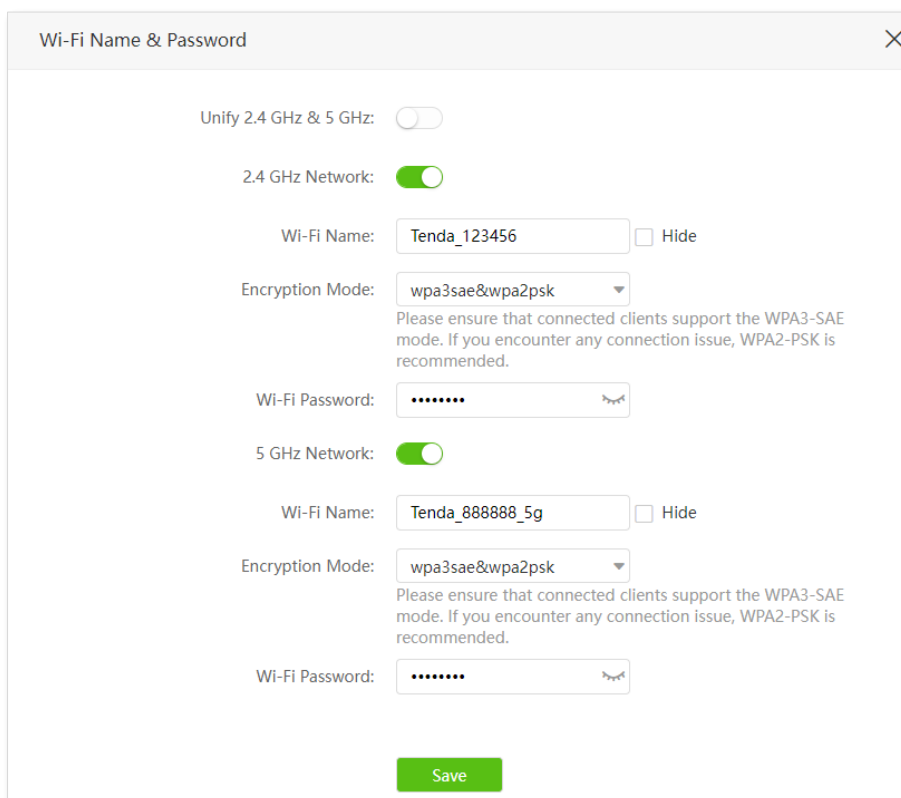 Wi-Fi Name & Password
Unify 2.4 GHz & 5 GHz:
2.4 GHz Network:
Wi-Fi Name: Tenda_123456 Hide
Encryption Mode: wpa3sae&wpa2psk
Please ensure that connected clients support the WPA3-SAE
mode. If you encounter any connection issue, WPA2-PSK is
recommended.
Wi-Fi Password: ••••••••
5 GHz Network:
Wi-Fi Name: Tenda_888888_5g Hide
Encryption Mode: wpa3sae&wpa2psk
Please ensure that connected clients support the WPA3-SAE
mode. If you encounter any connection issue, WPA2-PSK is
recommended.
Wi-Fi Password: ••••••••
Save